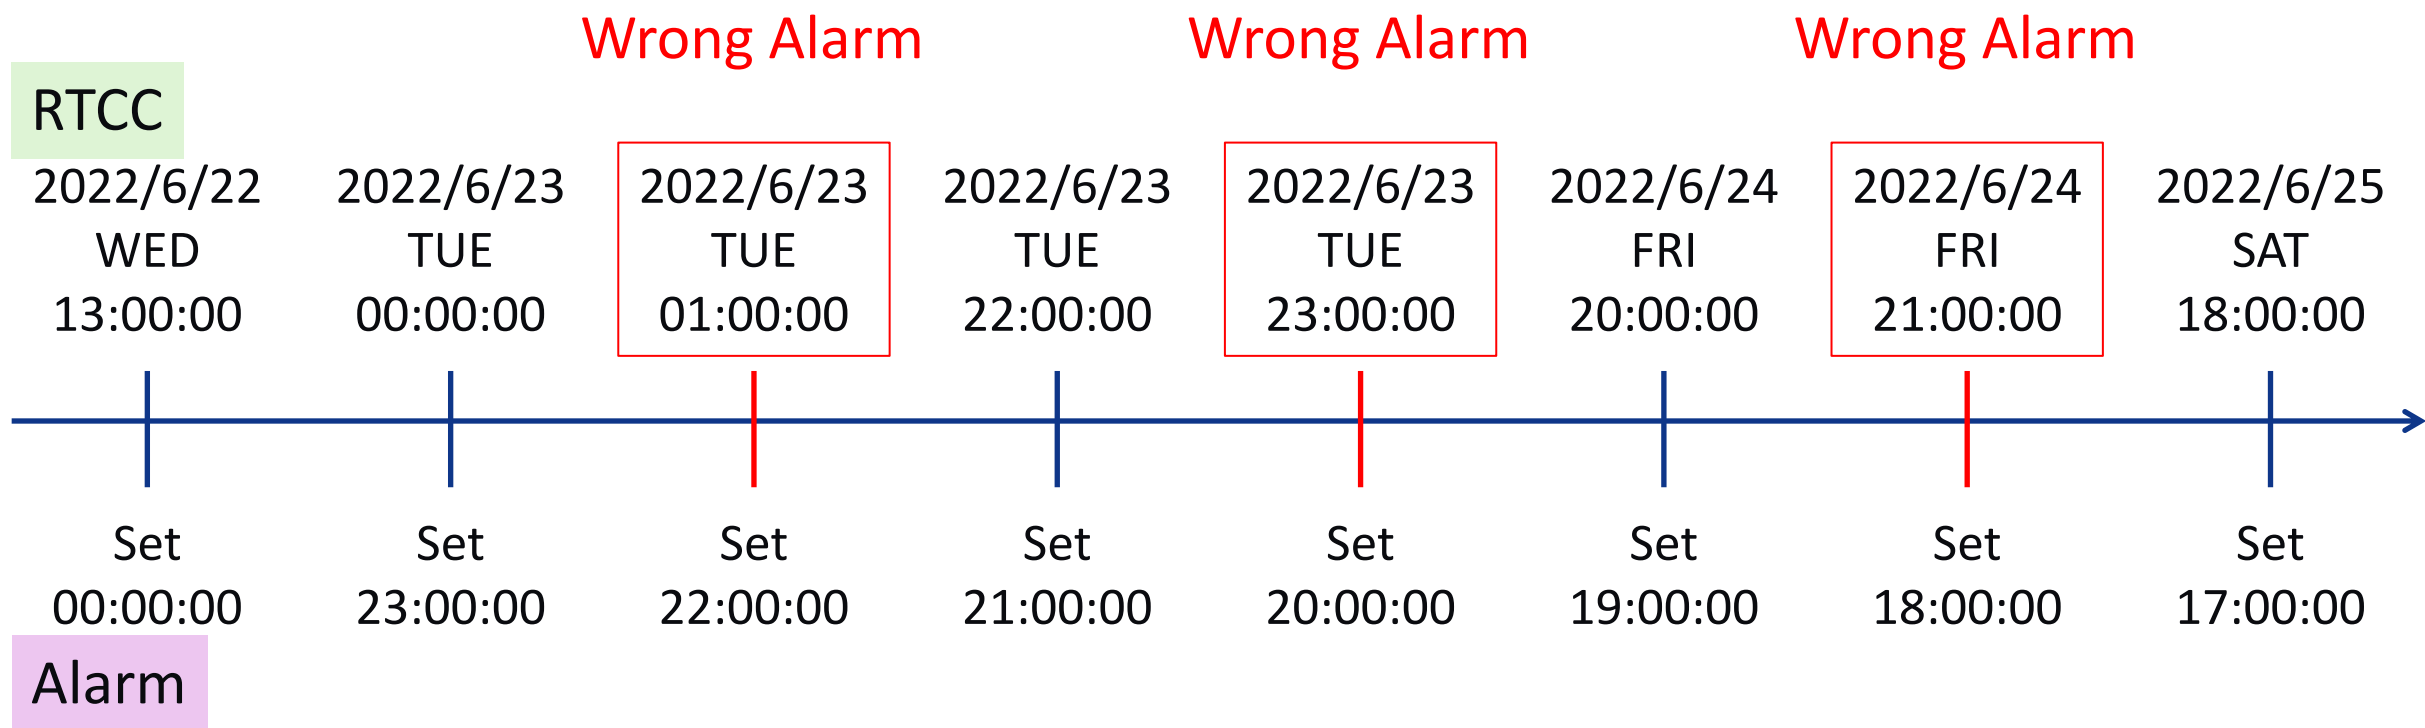 Wrong Alarm Wrong Alarm Wrong Alarm
RTCC
2022/6/22 2022/6/23 2022/6/23 2022/6/23 2022/6/23 2022/6/24 2022/6/24 2022/6/25
WED TUE TUE TUE TUE FRI FRI SAT
13:00:00 00:00:00 01:00:00 22:00:00 23:00:00 20:00:00 21:00:00 18:00:00
Set Set Set Set Set Set Set Set
00:00:00 23:00:00 22:00:00 21:00:00 20:00:00 19:00:00 18:00:00 17:00:00
Alarm